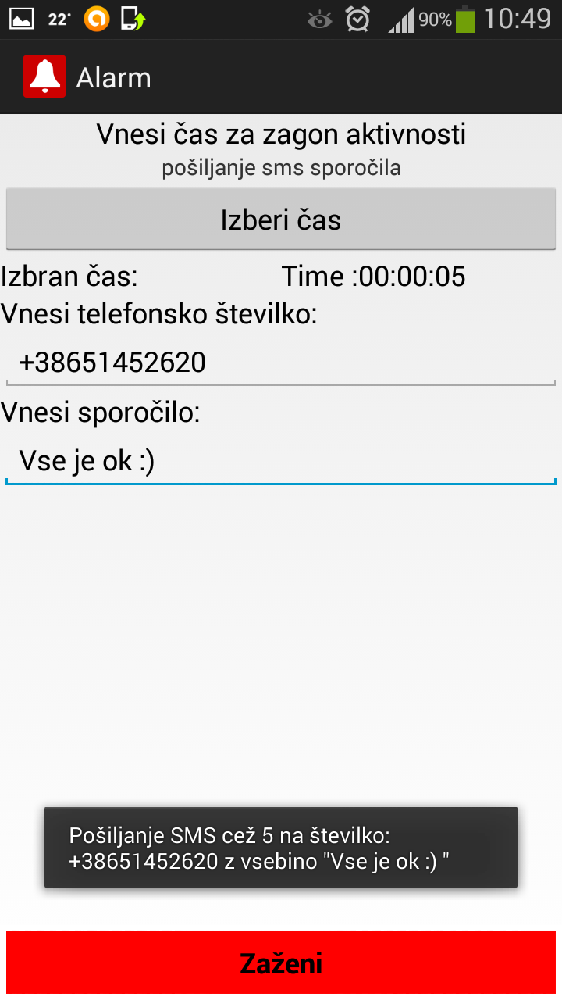 22° 90% 10:49
Alarm
Vnesi čas za zagon aktivnosti
pošiljanje sms sporočila
Izberi čas
Izbran čas: Time :00:00:05
Vnesi telefonsko številko:
+38651452620
Vnesi sporočilo:
Vse je ok :)
Pošiljanje SMS cež 5 na številko:
+38651452620 z vsebino "Vse je ok :) "
Zaženi